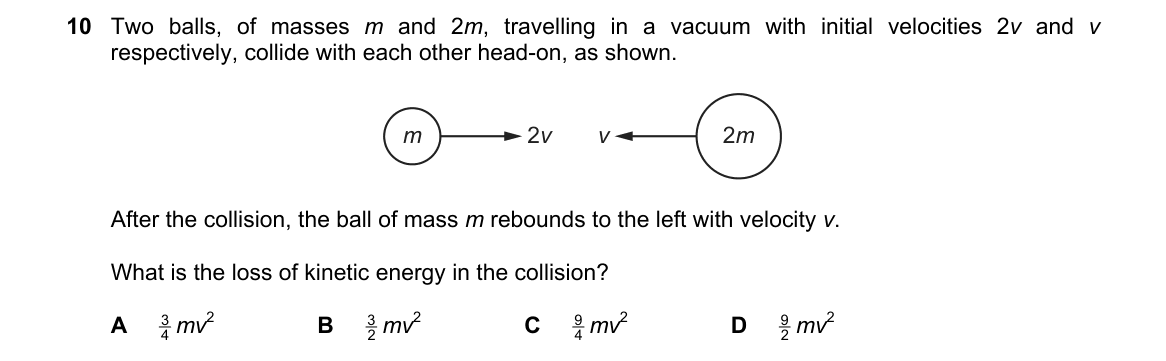 10 Two balls, of masses m and 2m, travelling in a vacuum with initial velocities 2v and v
respectively, collide with each other head-on, as shown.
m 2v v 2m
After the collision, the ball of mass m rebounds to the left with velocity v.
What is the loss of kinetic energy in the collision?
A 3/4 mv² B 3/2 mv² C 9/4 mv² D 9/2 mv²